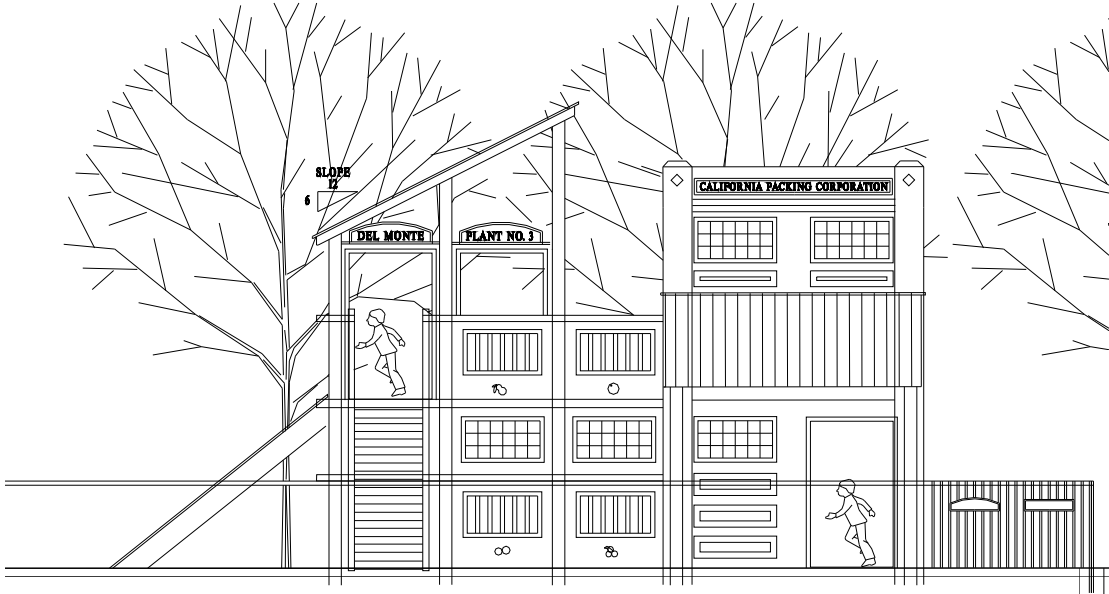 SLOPE
12
6
CALIFORNIA PACKING CORPORATION
DEL MONTE
PLANT NO. 3